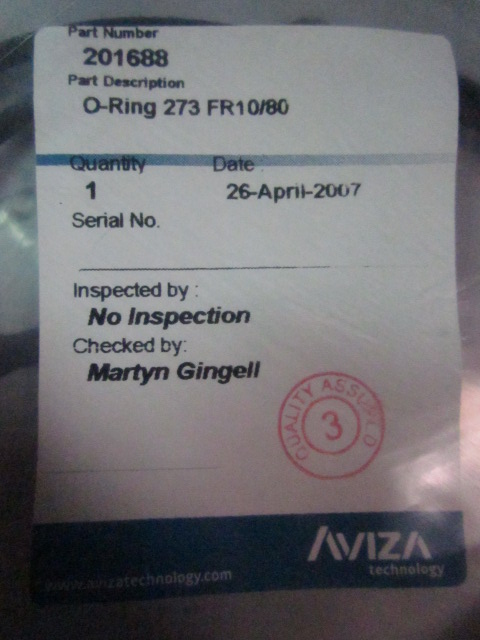 Part Number
201688
Part Description
O-Ring 273 FR10/80
Quantity Date :
1 26-April-2007
Serial No.
Inspected by :
No Inspection
Checked by:
Martyn Gingell
QUALITY ASSURED
3
AVIZA
technology
www.avizatechnology.com